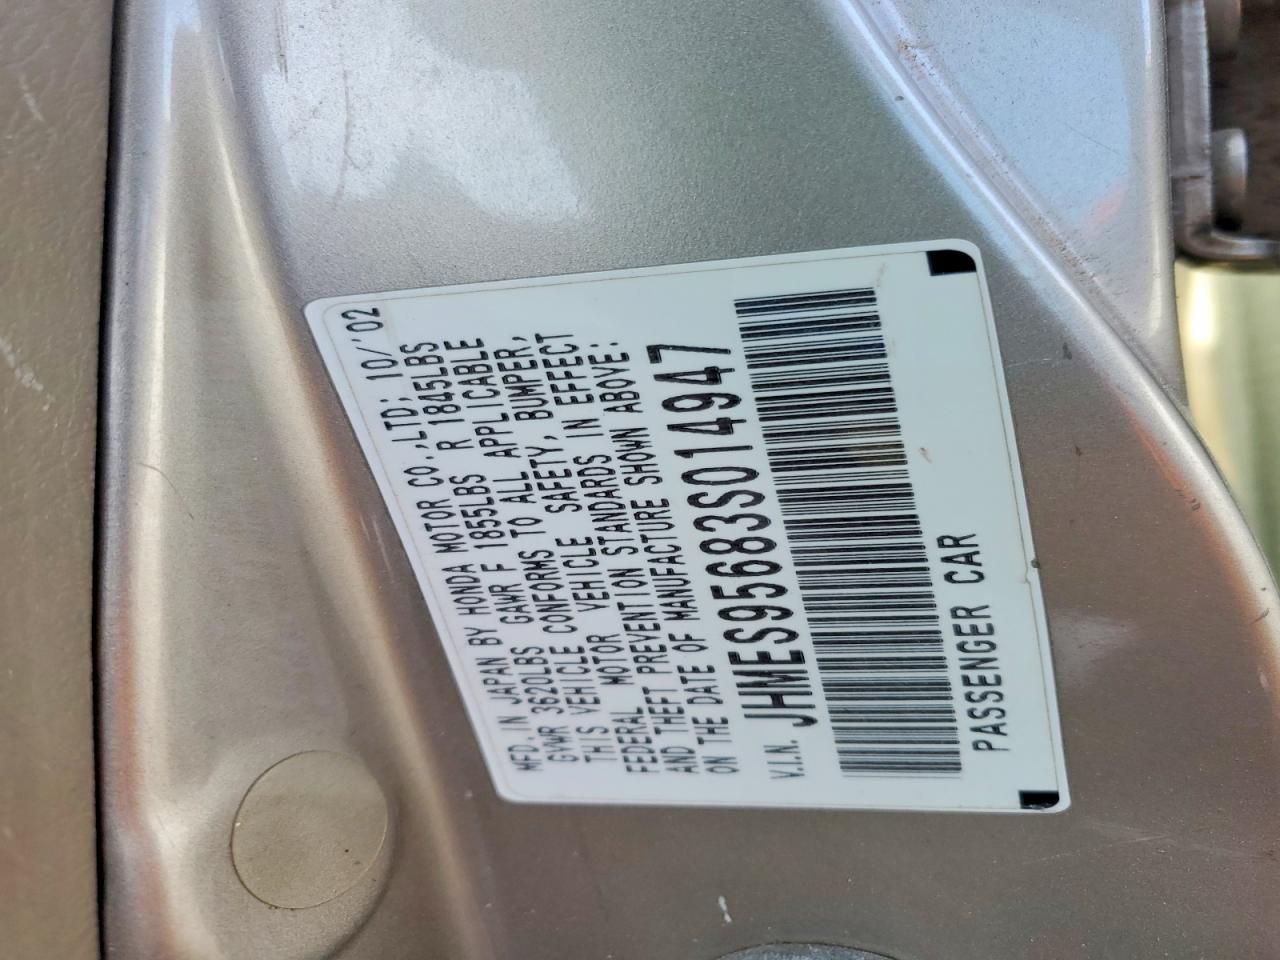 MFD. IN JAPAN BY HONDA MOTOR CO., LTD; 10/'02
GVWR 3620LBS GAWR F 1855LBS R 1845LBS
THIS VEHICLE CONFORMS TO ALL APPLICABLE
FEDERAL MOTOR VEHICLE SAFETY, BUMPER,
AND THEFT PREVENTION STANDARDS IN EFFECT
ON THE DATE OF MANUFACTURE SHOWN ABOVE:
V.I.N. JHMES95683S014947
PASSENGER CAR